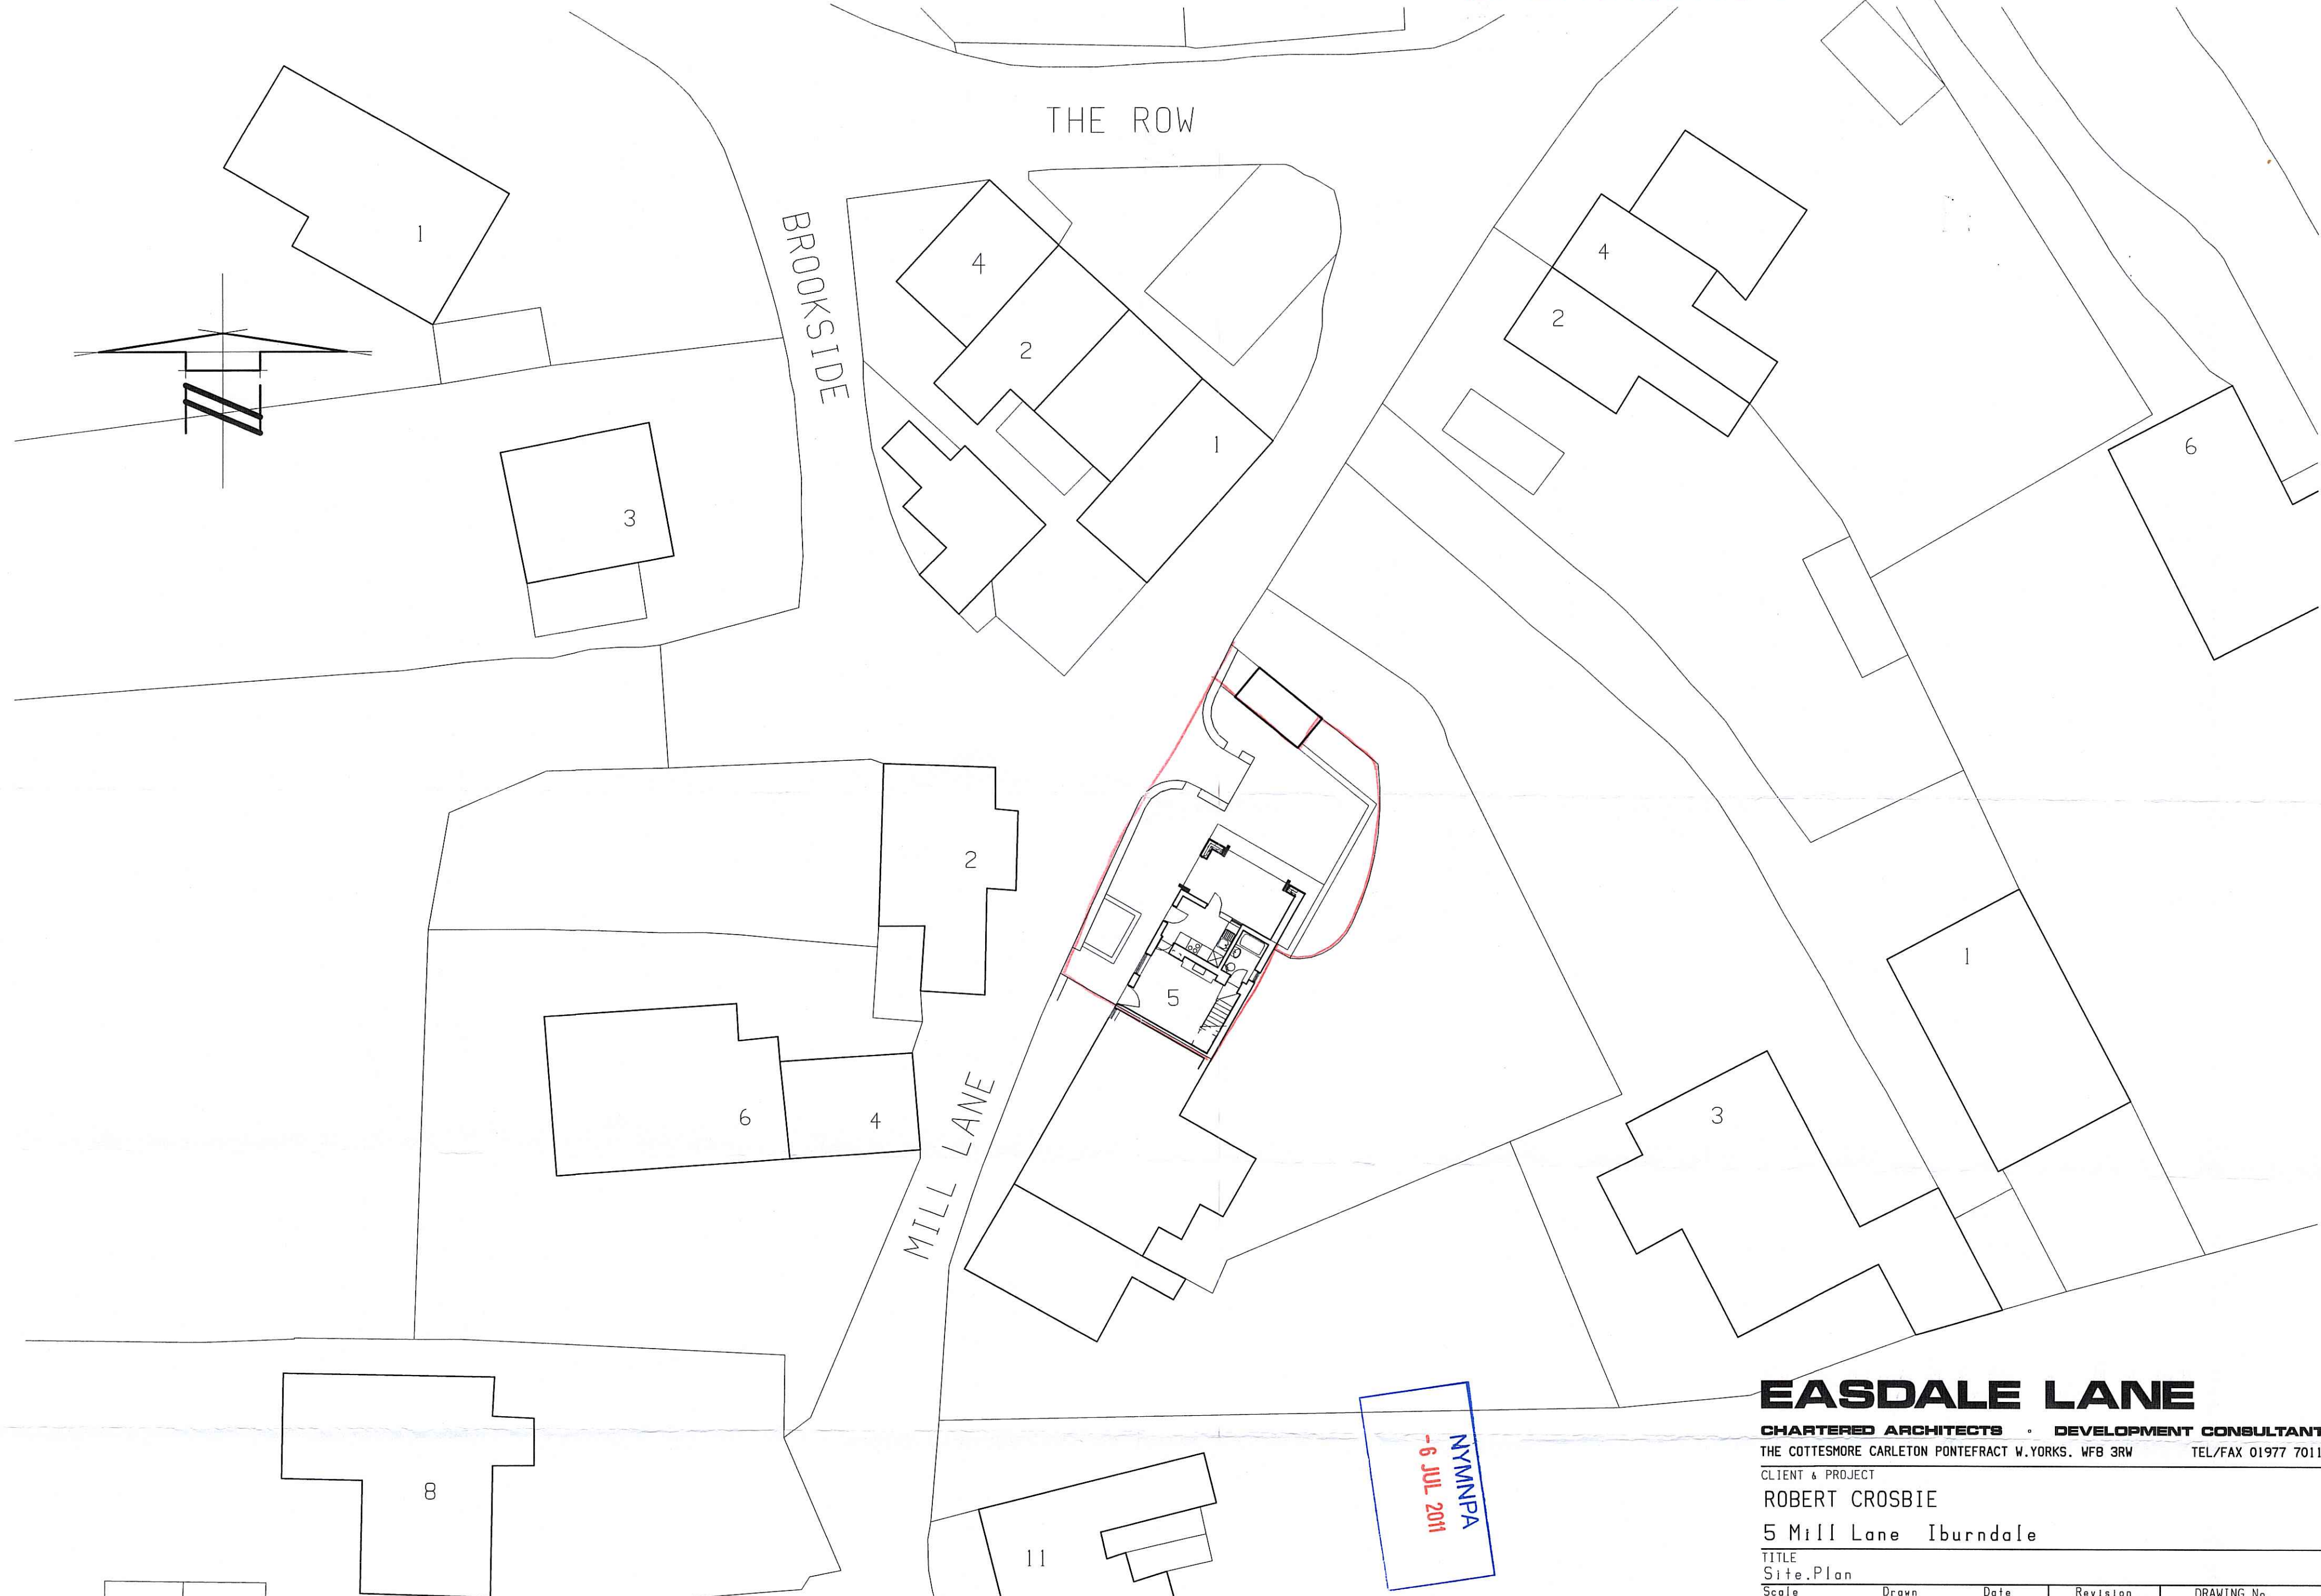 THE ROW
BROOKSIDE
1
4
2
1
4
2
6
3
2
5
1
6
4
3
MILL LANE
8
11
N
NYMNPA
-6 JUL 2011
EASDALE LANE
CHARTERED ARCHITECTS · DEVELOPMENT CONSULTANT
THE COTTESMORE CARLETON PONTEFRACT W.YORKS. WF8 3RW TEL/FAX 01977 7011
CLIENT & PROJECT
ROBERT CROSBIE
5 Mill Lane Iburndale
TITLE
Site.Plan
Scale Drawn Date Revision DRAWING No